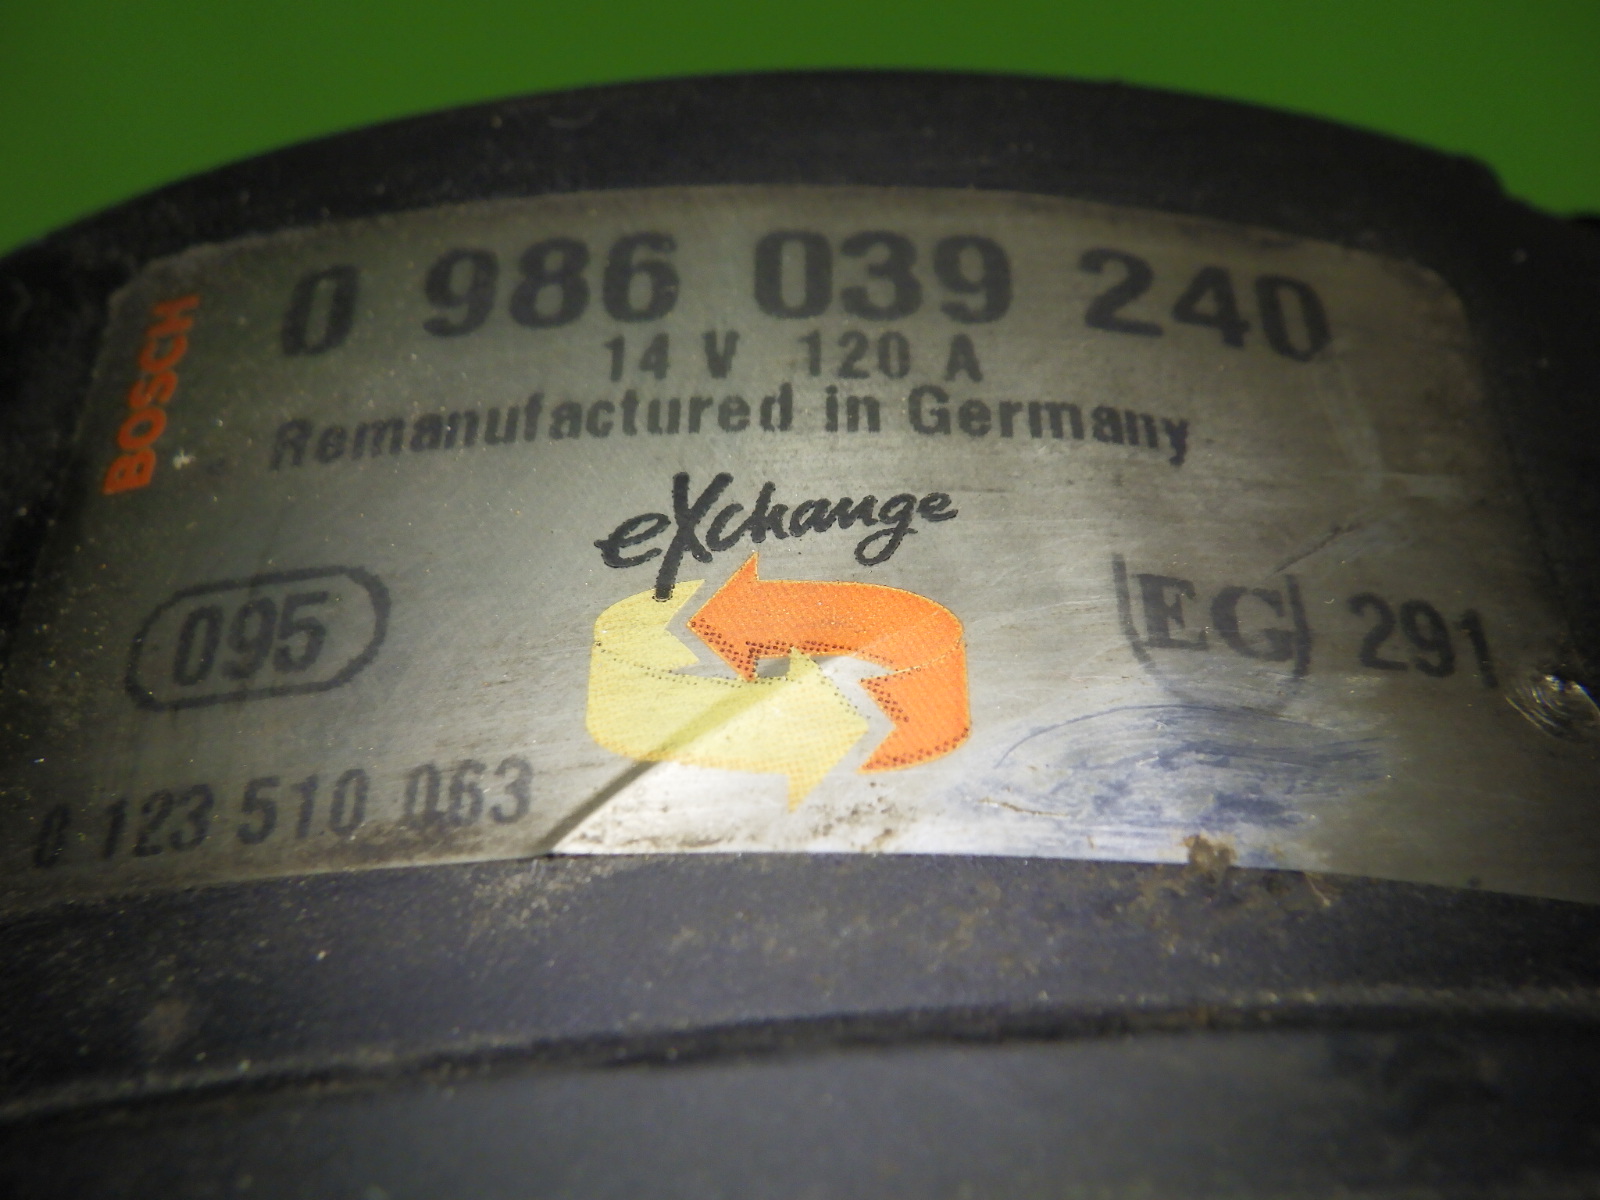 BOSCH
0 986 039 240
14 V 120 A
Remanufactured in Germany
eXchange
095
EG 291
0 123 510 063